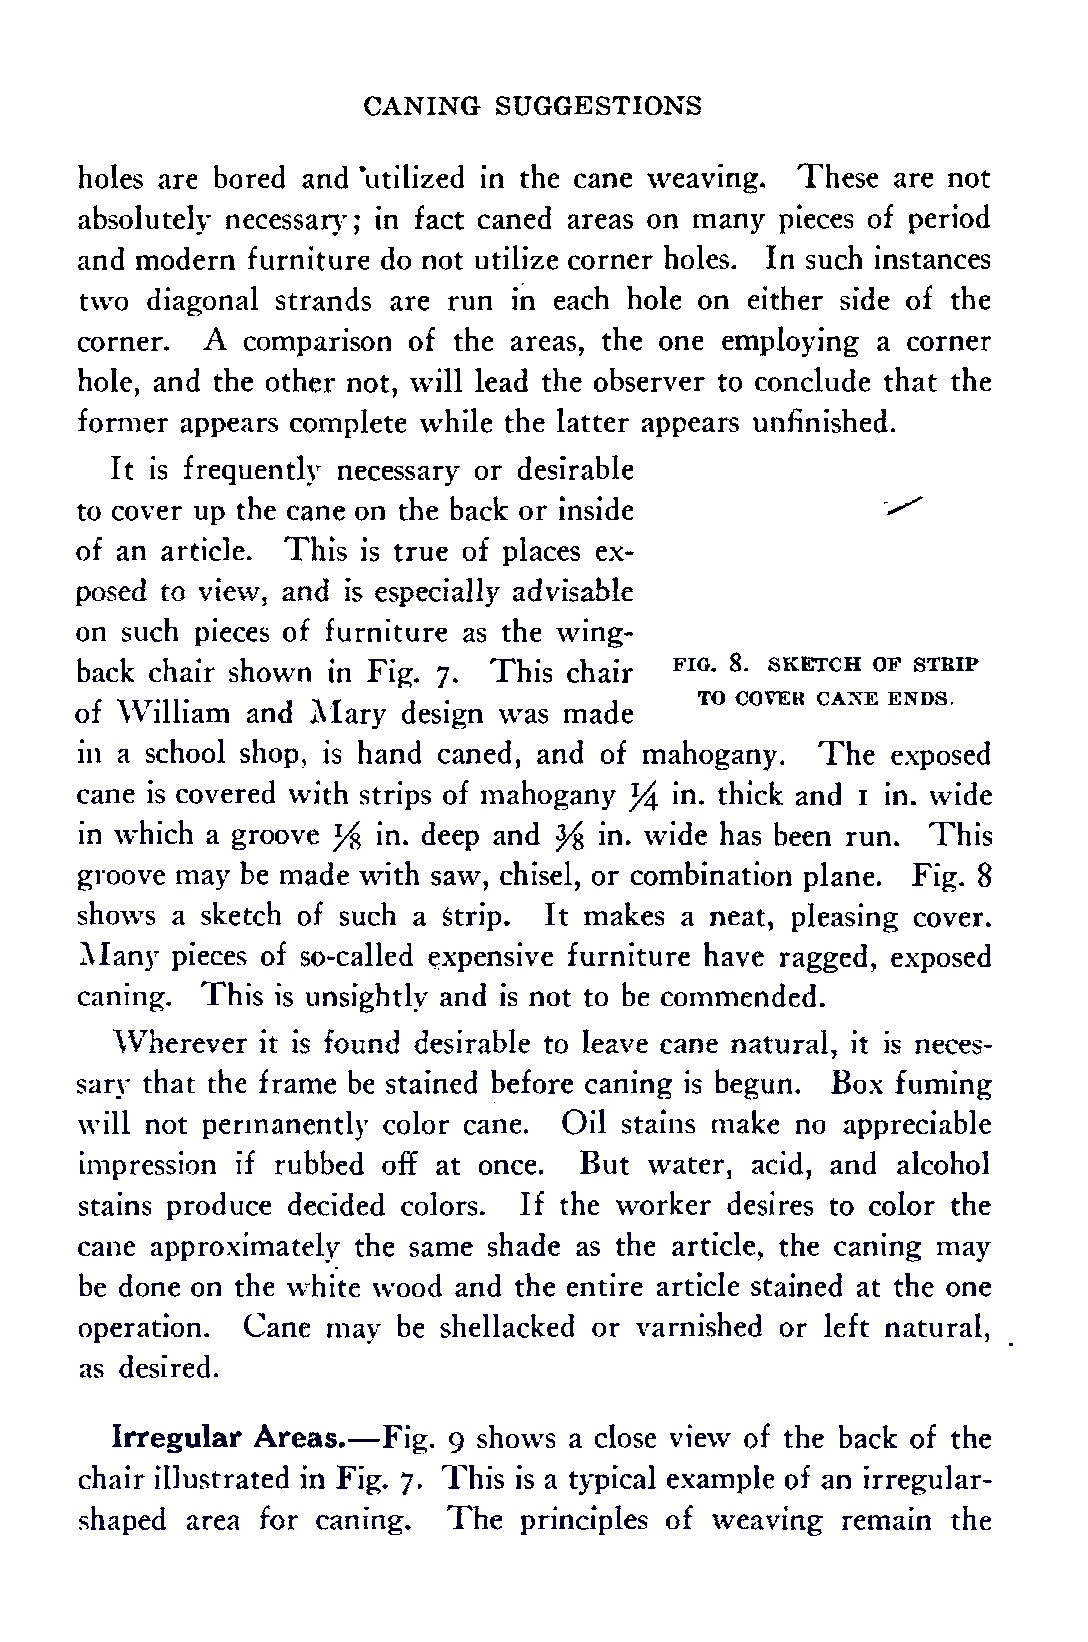 CANING SUGGESTIONS
holes are bored and utilized in the cane weaving. These are not
absolutely necessary; in fact caned areas on many pieces of period
and modern furniture do not utilize corner holes. In such instances
two diagonal strands are run in each hole on either side of the
corner. A comparison of the areas, the one employing a corner
hole, and the other not, will lead the observer to conclude that the
former appears complete while the latter appears unfinished.
It is frequently necessary or desirable
to cover up the cane on the back or inside
of an article. This is true of places ex-
posed to view, and is especially advisable
on such pieces of furniture as the wing-
back chair shown in Fig. 7. This chair
of William and Mary design was made
FIG. 8. SKETCH OF STRIP
TO COVER CANE ENDS.
in a school shop, is hand caned, and of mahogany. The exposed
cane is covered with strips of mahogany ¼ in. thick and 1 in. wide
in which a groove ⅛ in. deep and ⅜ in. wide has been run. This
groove may be made with saw, chisel, or combination plane. Fig. 8
shows a sketch of such a strip. It makes a neat, pleasing cover.
Many pieces of so-called expensive furniture have ragged, exposed
caning. This is unsightly and is not to be commended.
Wherever it is found desirable to leave cane natural, it is neces-
sary that the frame be stained before caning is begun. Box fuming
will not permanently color cane. Oil stains make no appreciable
impression if rubbed off at once. But water, acid, and alcohol
stains produce decided colors. If the worker desires to color the
cane approximately the same shade as the article, the caning may
be done on the white wood and the entire article stained at the one
operation. Cane may be shellacked or varnished or left natural,
as desired.
Irregular Areas.—Fig. 9 shows a close view of the back of the
chair illustrated in Fig. 7. This is a typical example of an irregular-
shaped area for caning. The principles of weaving remain the